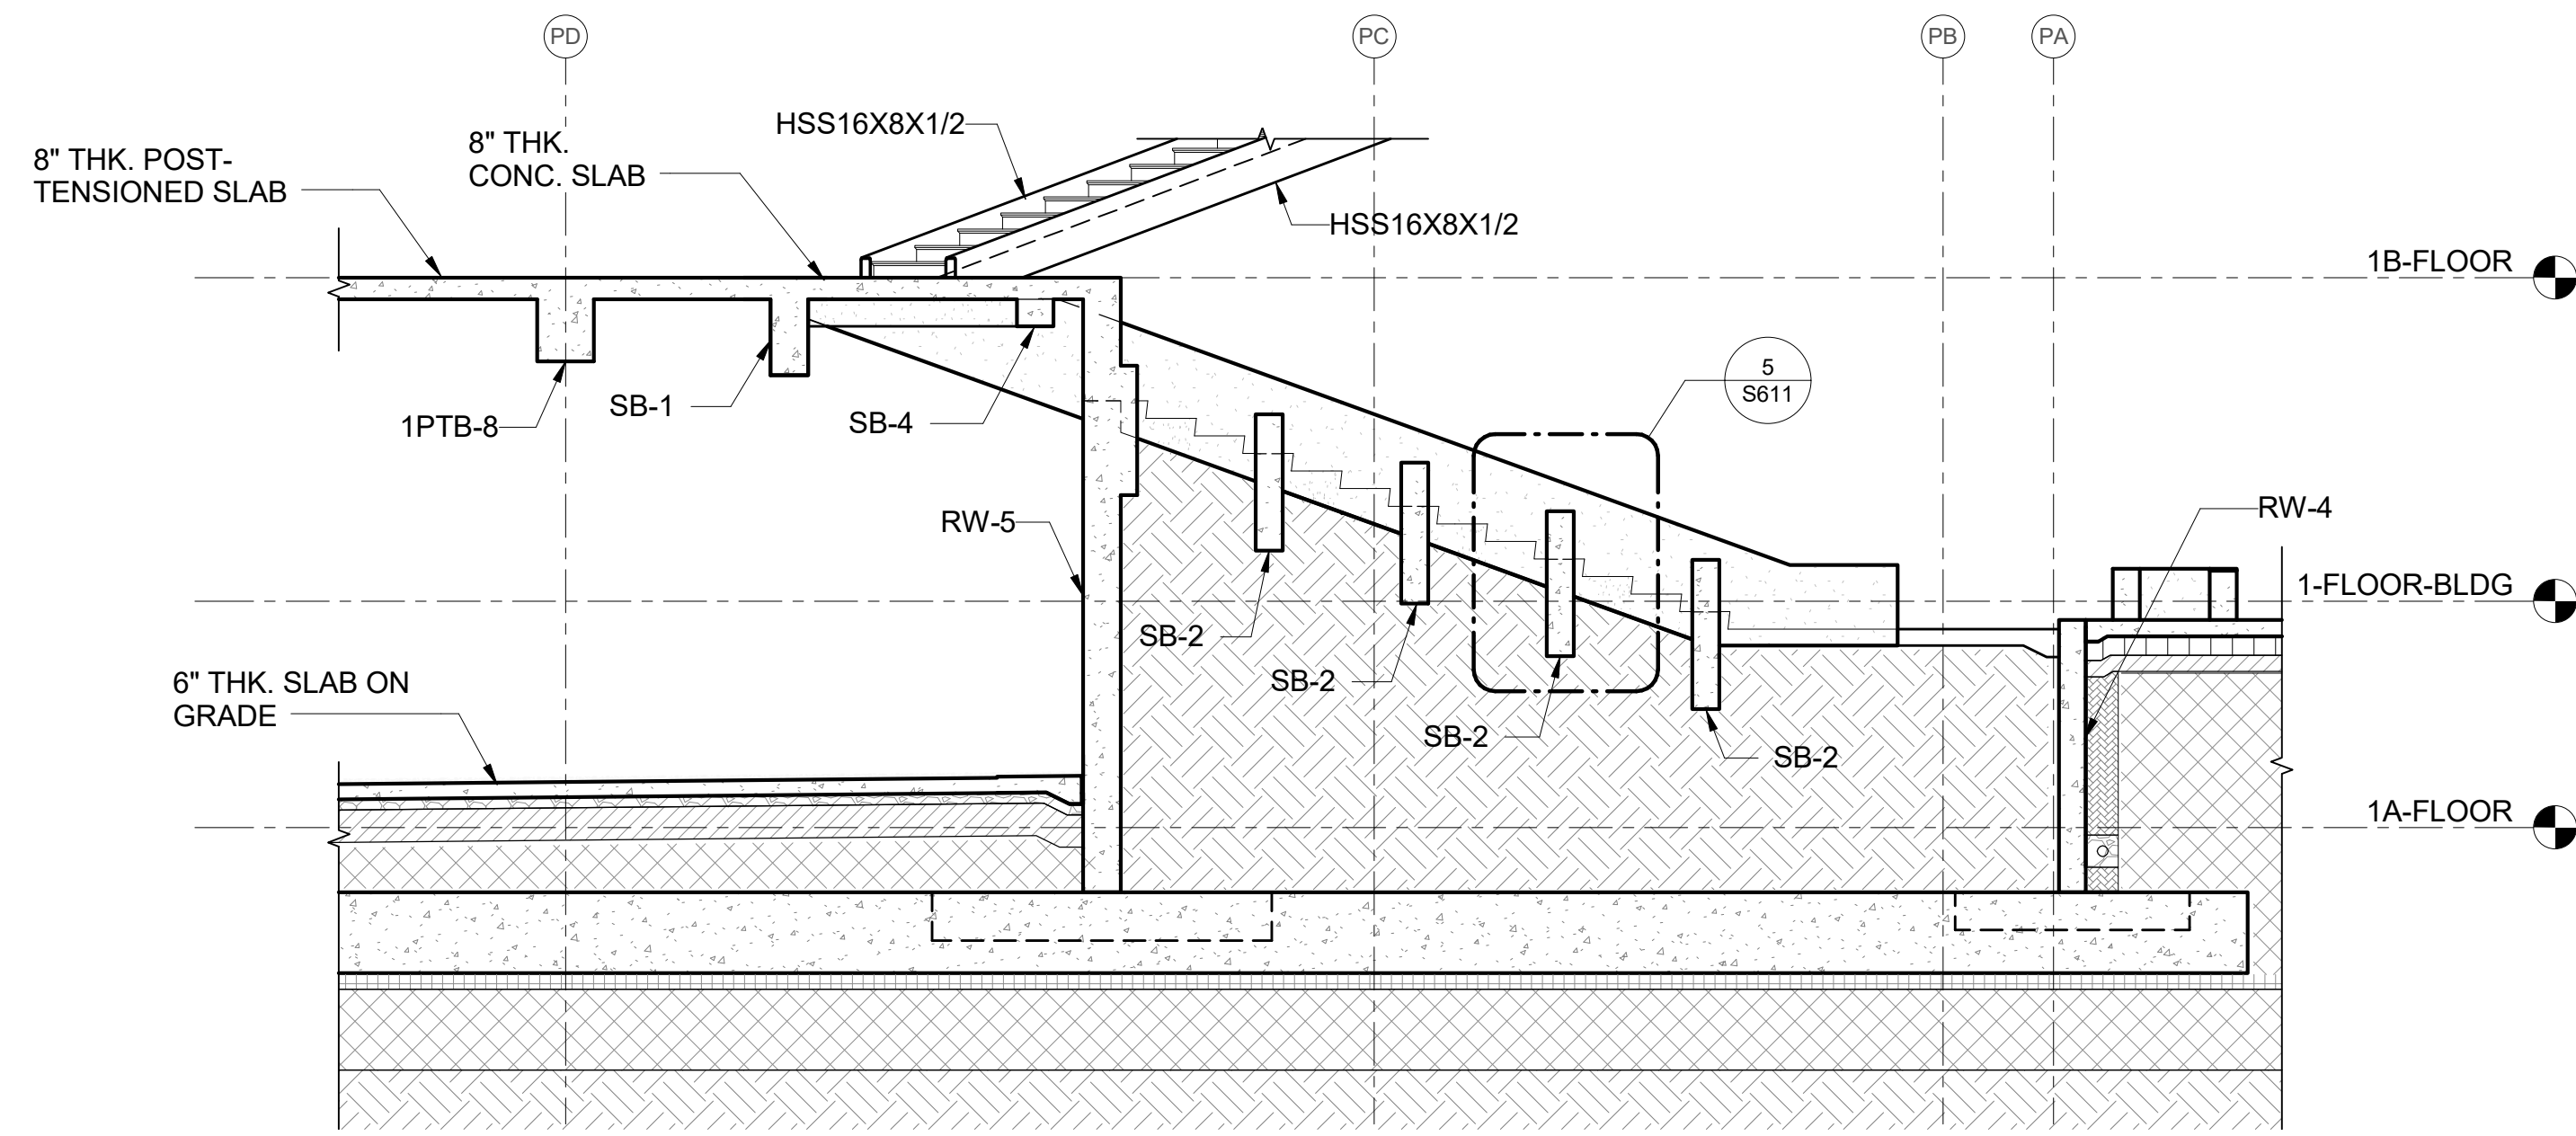 PD
PC
PB
PA
HSS16X8X1/2
8" THK.
CONC. SLAB
8" THK. POST-
TENSIONED SLAB
HSS16X8X1/2
1B-FLOOR
5
S611
SB-1
SB-4
1PTB-8
RW-5
RW-4
1-FLOOR-BLDG
SB-2
SB-2
SB-2
SB-2
6" THK. SLAB ON
GRADE
1A-FLOOR